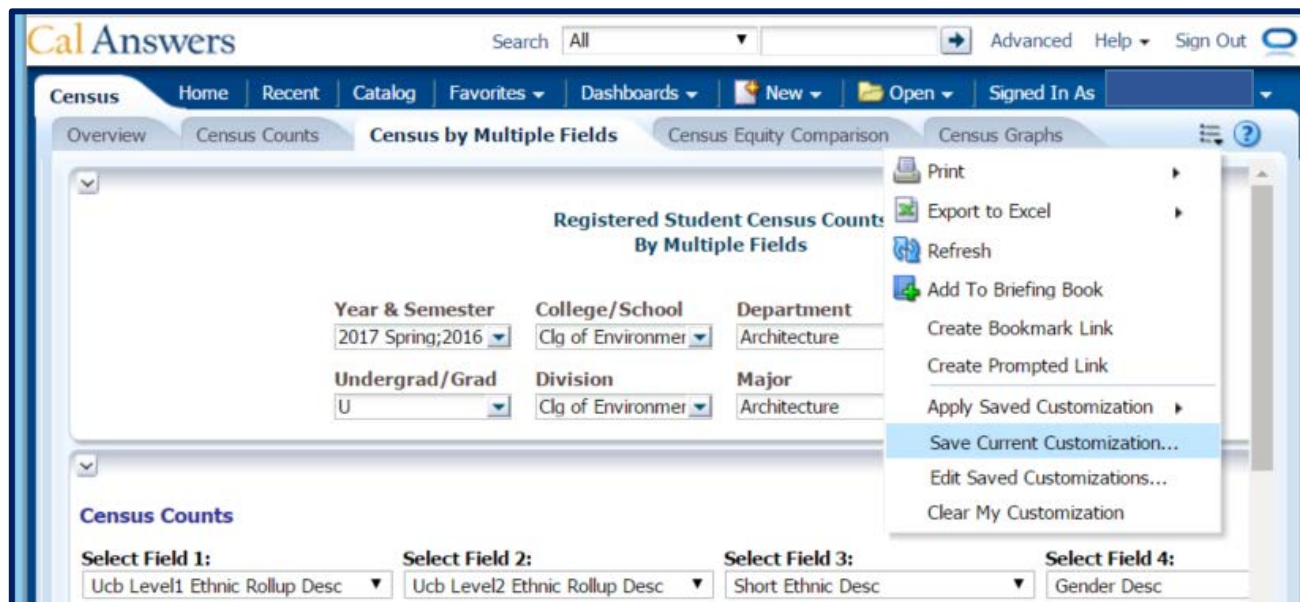 Cal Answers Search All Advanced Help Sign Out
Census Home Recent Catalog Favorites Dashboards New Open Signed In As
Overview Census Counts Census by Multiple Fields Census Equity Comparison Census Graphs ?
Print
Registered Student Census Counts
Export to Excel
By Multiple Fields
Refresh
Add To Briefing Book
Year & Semester College/School Department
Create Bookmark Link
2017 Spring;2016 Clg of Environmer Architecture
Create Prompted Link
Undergrad/Grad Division Major
U Clg of Environmer Architecture
Apply Saved Customization
Save Current Customization...
Edit Saved Customizations...
Clear My Customization
Census Counts
Select Field 1: Select Field 2: Select Field 3: Select Field 4:
Ucb Level1 Ethnic Rollup Desc Ucb Level2 Ethnic Rollup Desc Short Ethnic Desc Gender Desc